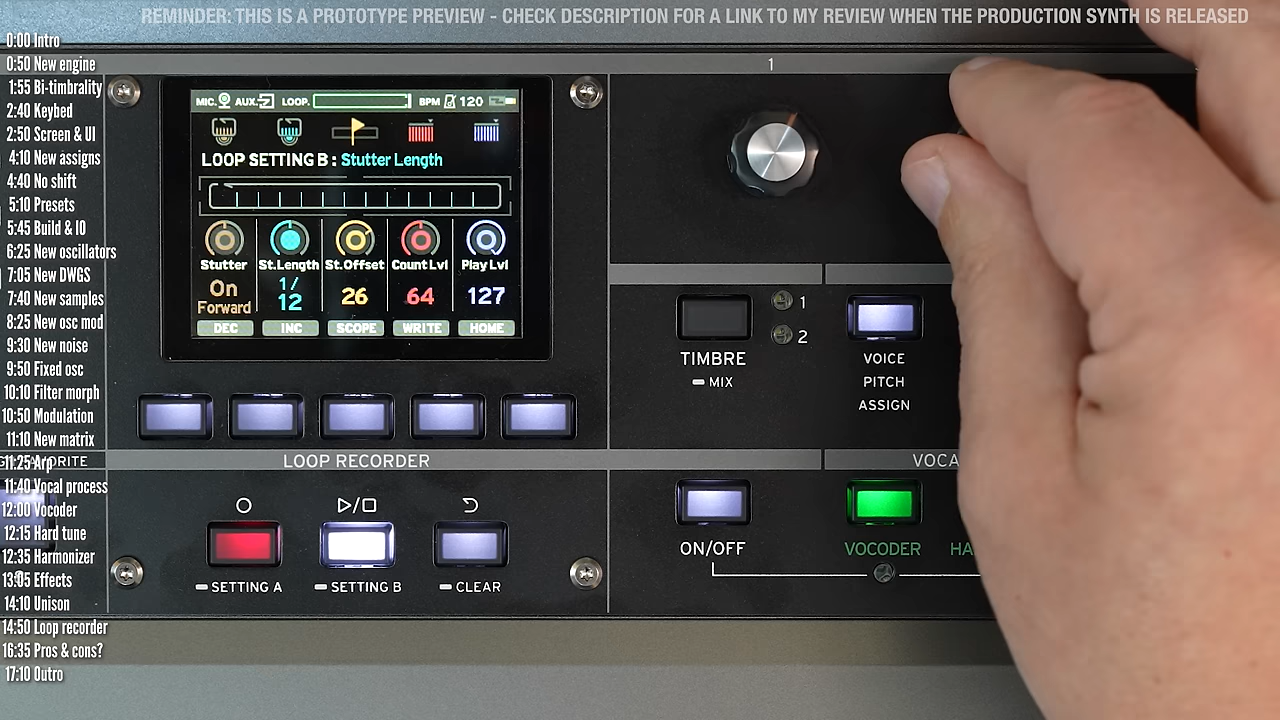 REMINDER: THIS IS A PROTOTYPE PREVIEW - CHECK DESCRIPTION FOR A LINK TO MY REVIEW WHEN THE PRODUCTION SYNTH IS RELEASED
0:00 Intro
0:50 New engine
1:55 Bi-timbrality
2:40 Keybed
2:50 Screen & UI
4:10 New assigns
4:40 No shift
5:10 Presets
5:45 Build & IO
6:25 New oscillators
7:05 New DWGS
7:40 New samples
8:25 New osc mod
9:30 New noise
9:50 Fixed osc
10:10 Filter morph
10:50 Modulation
11:10 New matrix
11:25 Arp
11:40 Vocal process
12:00 Vocoder
12:15 Hard tune
12:35 Harmonizer
13:05 Effects
14:10 Unison
14:50 Loop recorder
16:35 Pros & cons?
17:10 Outro
MIC. AUX. LOOP. BPM 120
LOOP SETTING B : Stutter Length
Stutter St.Length St.Offset Count Lvl Play Lvl
On Forward 1/12 26 64 127
DEC INC SCOPE WRITE HOME
1
1
2
TIMBRE
MIX
VOICE
PITCH
ASSIGN
LOOP RECORDER
SETTING A
SETTING B
CLEAR
ON/OFF
VOCODER